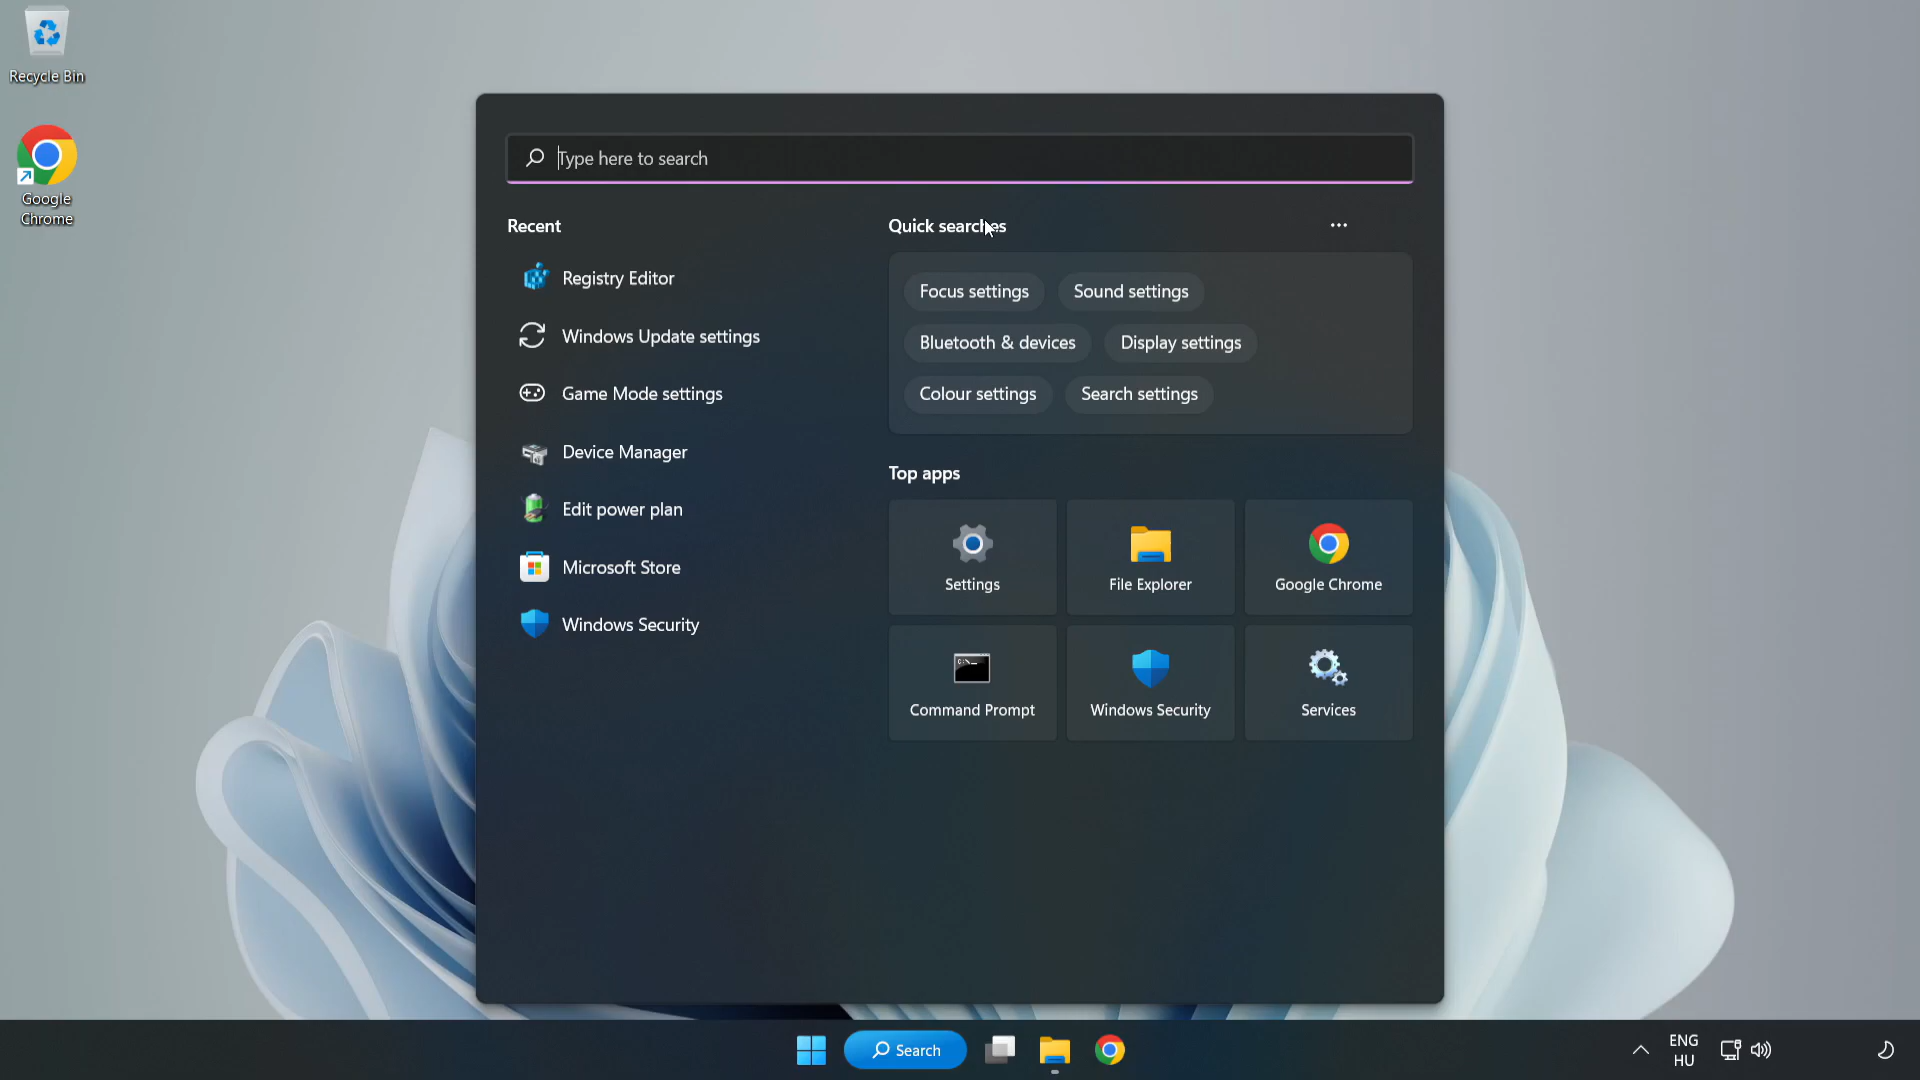 Recycle Bin
Google
Chrome
Type here to search
Recent
Registry Editor
Windows Update settings
Game Mode settings
Device Manager
Edit power plan
Microsoft Store
Windows Security
Quick searches
Focus settings
Sound settings
Bluetooth & devices
Display settings
Colour settings
Search settings
Top apps
Settings
File Explorer
Google Chrome
Command Prompt
Windows Security
Services
Search
ENG
HU